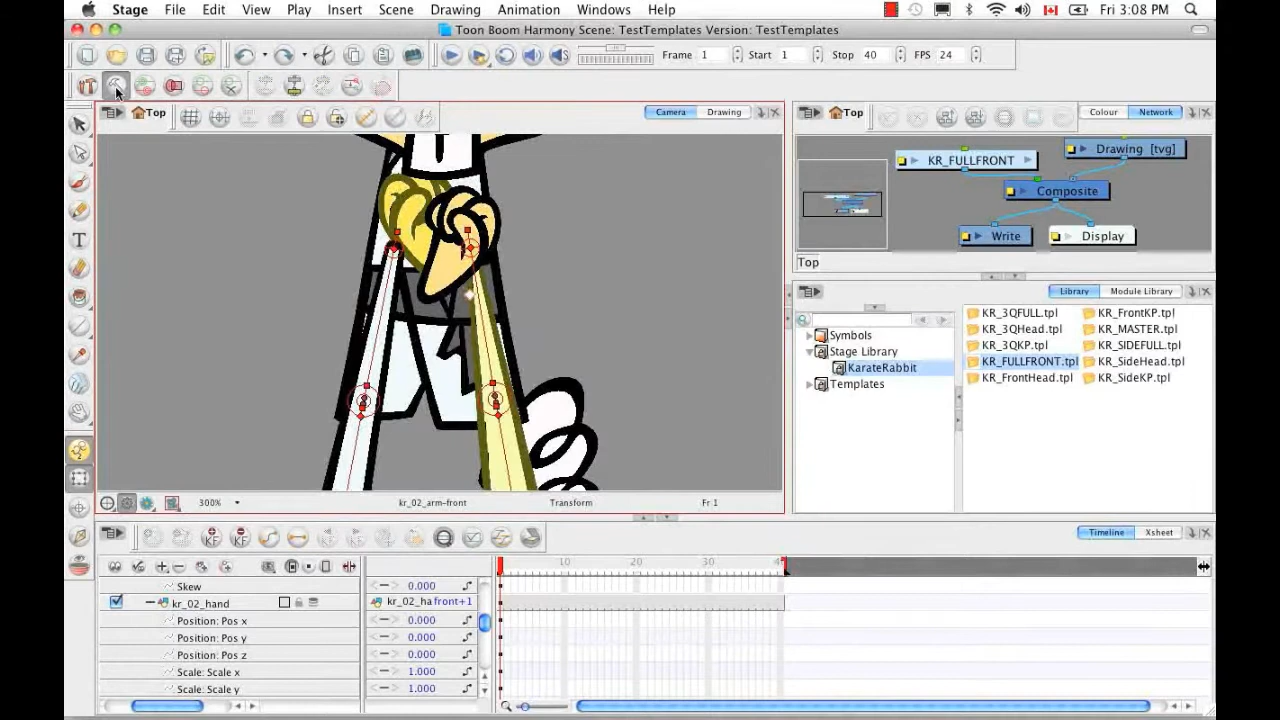 Stage File Edit View Play Insert Scene Drawing Animation Windows Help Fri 3:08 PM
Toon Boom Harmony Scene: TestTemplates Version: TestTemplates
Frame 1 Start 1 Stop 40 FPS 24
Top Camera Drawing
Top Colour Network
KR_FULLFRONT Drawing [tvg]
Composite
Write Display
Top
Library Module Library
Symbols
Stage Library
KarateRabbit
Templates
KR_3QFULL.tpl KR_FrontKP.tpl
KR_3QHead.tpl KR_MASTER.tpl
KR_3QKP.tpl KR_SIDEFULL.tpl
KR_FULLFRONT.tpl KR_SideHead.tpl
KR_FrontHead.tpl KR_SideKP.tpl
300% kr_02_arm-front Transform Fr 1
Timeline Xsheet
10 20 30
Skew 0.000
kr_02_hand kr_02_ha front+1
Position: Pos x 0.000
Position: Pos y 0.000
Position: Pos z 0.000
Scale: Scale x 1.000
Scale: Scale y 1.000